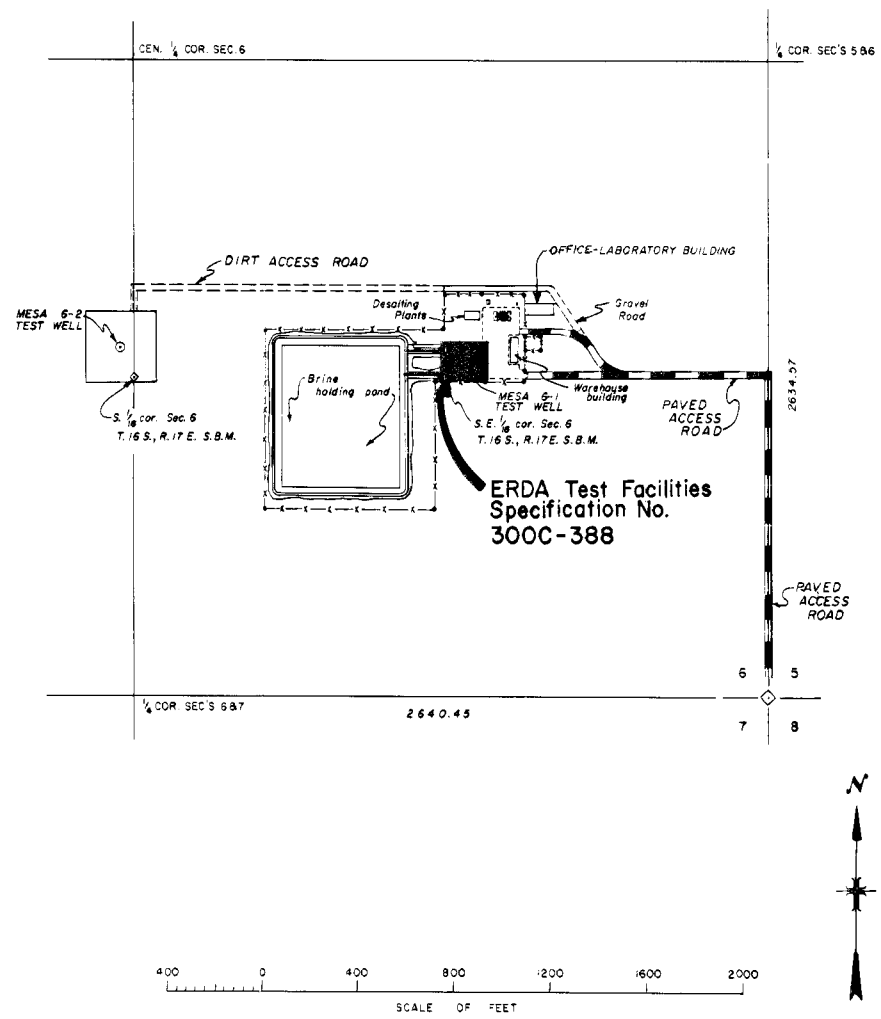 CEN. 1/4 COR. SEC. 6
1/4 COR. SEC'S 5&6
DIRT ACCESS ROAD
OFFICE-LABORATORY BUILDING
MESA 6-2
TEST WELL
Desalting
Plants
Gravel
Road
Brine
holding pond
MESA 6-1
TEST WELL
Warehouse
building
2634.57
PAVED
ACCESS
ROAD
S. 1/16 cor. Sec. 6
T. 16 S., R. 17 E. S.B.M.
S.E. 1/16 cor. Sec. 6
T. 16 S., R. 17 E. S.B.M.
ERDA Test Facilities
Specification No.
300C-388
PAVED
ACCESS
ROAD
6 5
1/4 COR. SEC'S 6&7
2640.45
7 8
N
400 0 400 800 1200 1600 2000
SCALE OF FEET